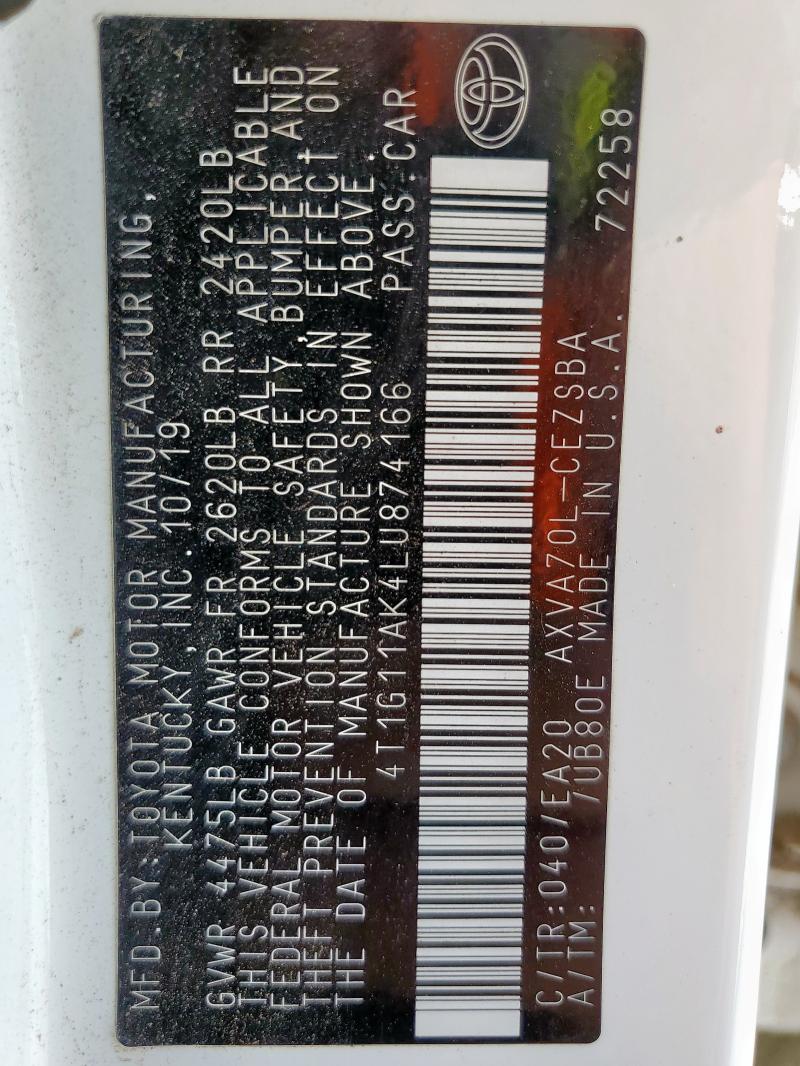 MFD.BY:TOYOTA MOTOR MANUFACTURING,
KENTUCKY, INC. 10/19
GVWR 4475LB GAWR FR 2620LB RR 2420LB
THIS VEHICLE CONFORMS TO ALL APPLICABLE
FEDERAL MOTOR VEHICLE SAFETY, BUMPER AND
THEFT PREVENTION STANDARDS IN EFFECT ON
THE DATE OF MANUFACTURE SHOWN ABOVE.
4T1G11AK4LU874166 PASS.CAR
C/TR:040/EA20 AXVA70L-CEZSBA 72258
A/TM: /UB80E MADE IN U.S.A.